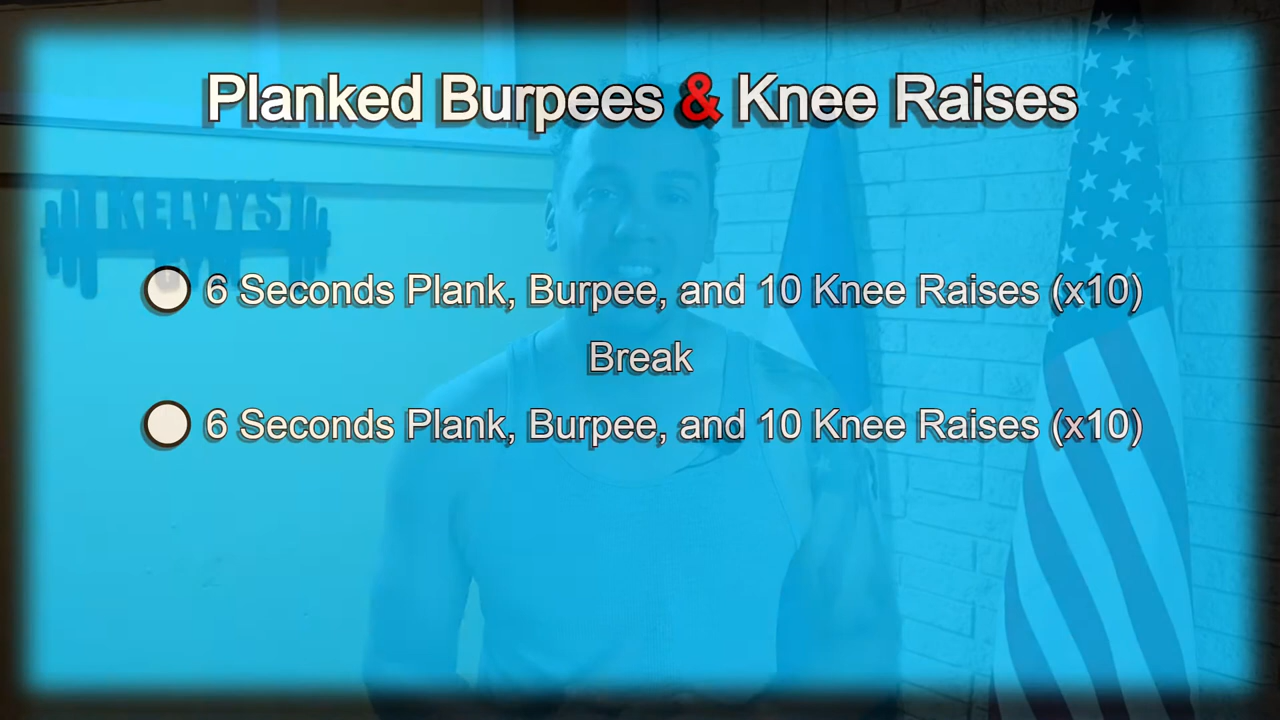 Planked Burpees & Knee Raises
KELVYS
6 Seconds Plank, Burpee, and 10 Knee Raises (x10)
Break
6 Seconds Plank, Burpee, and 10 Knee Raises (x10)